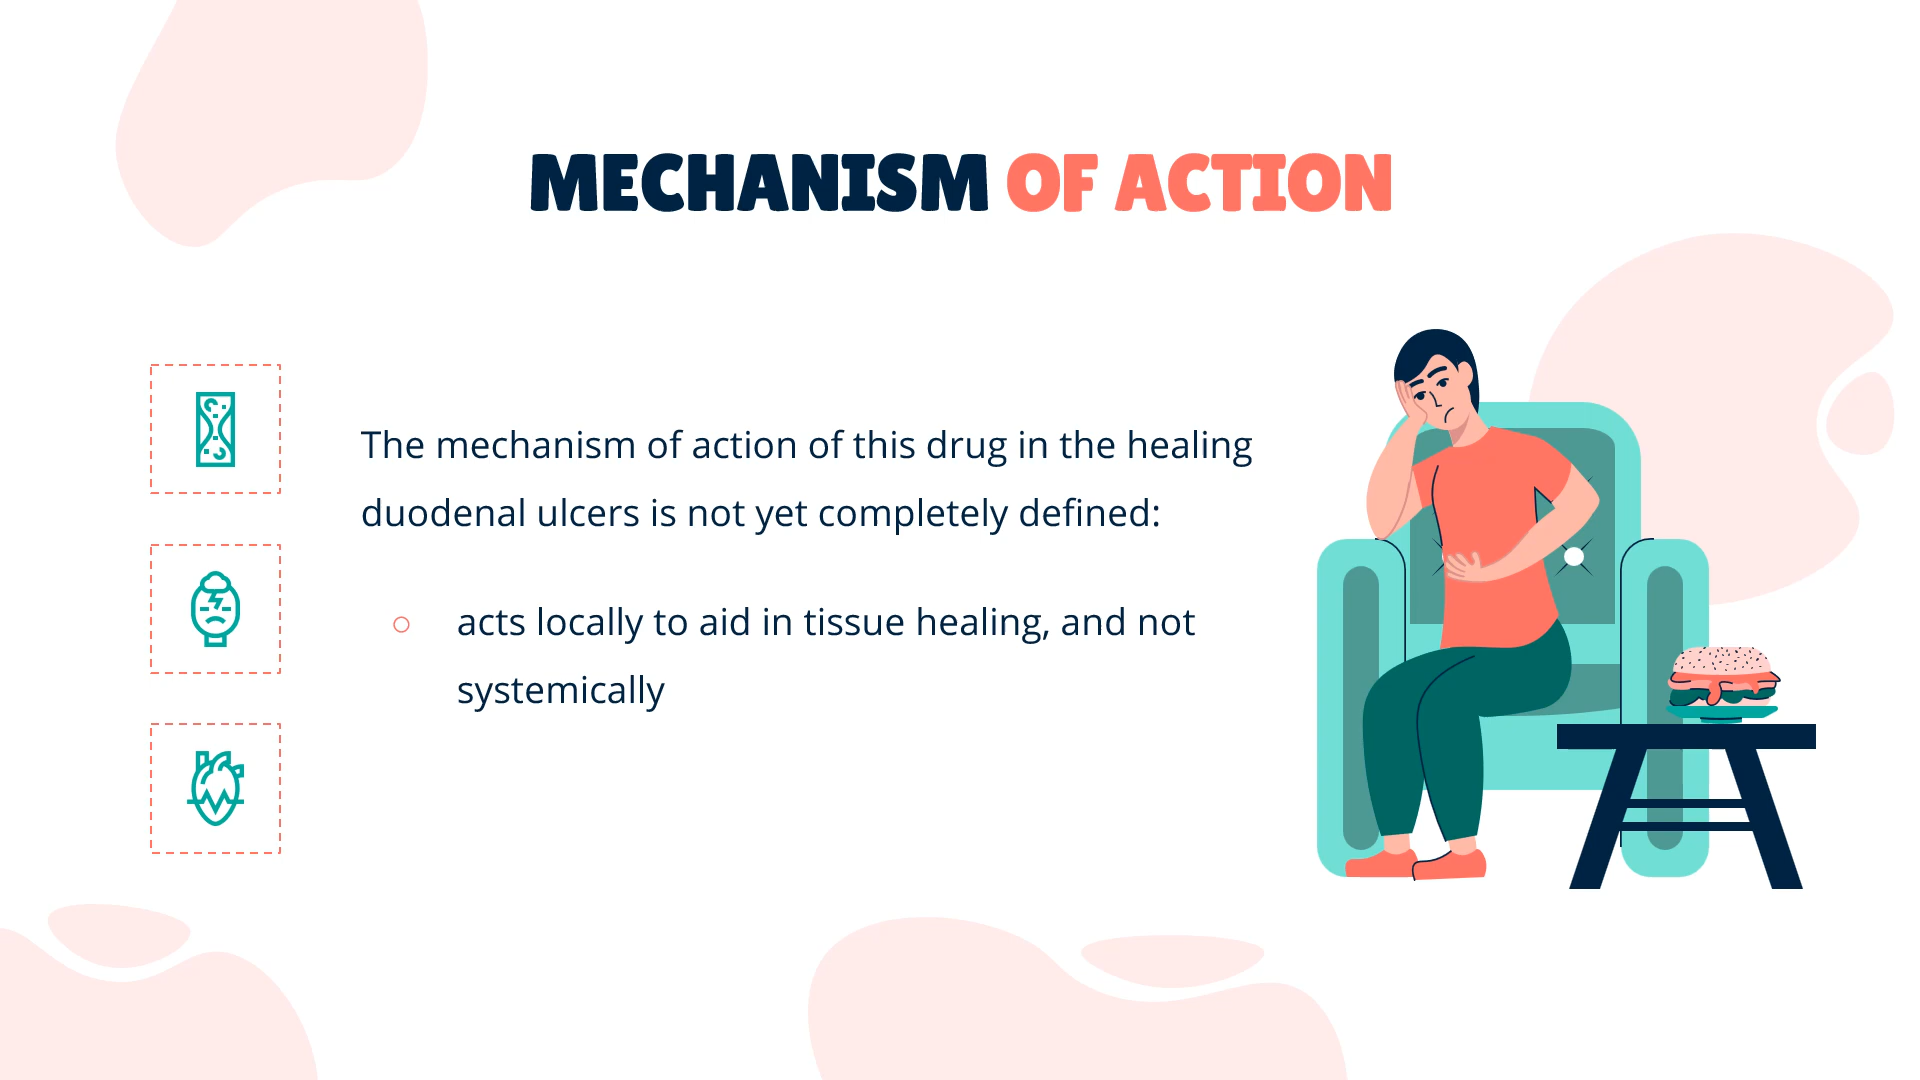 MECHANISM OF ACTION
The mechanism of action of this drug in the healing
duodenal ulcers is not yet completely defined:
acts locally to aid in tissue healing, and not
systemically